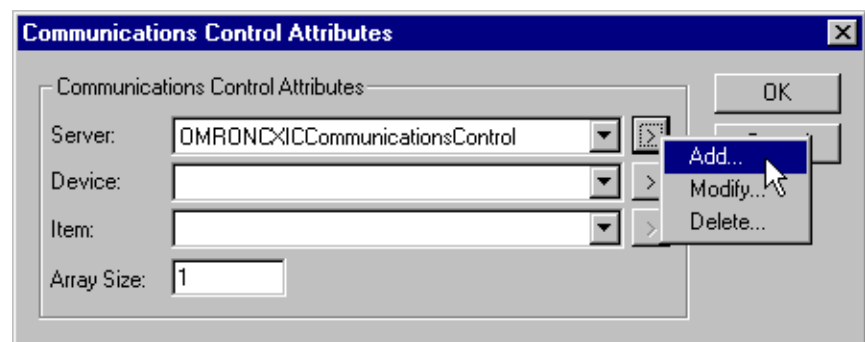 Communications Control Attributes
Communications Control Attributes
OK
Server: OMRONCXICCommunicationsControl >
Add...
Device: >
Modify...
Item: >
Delete...
Array Size: 1